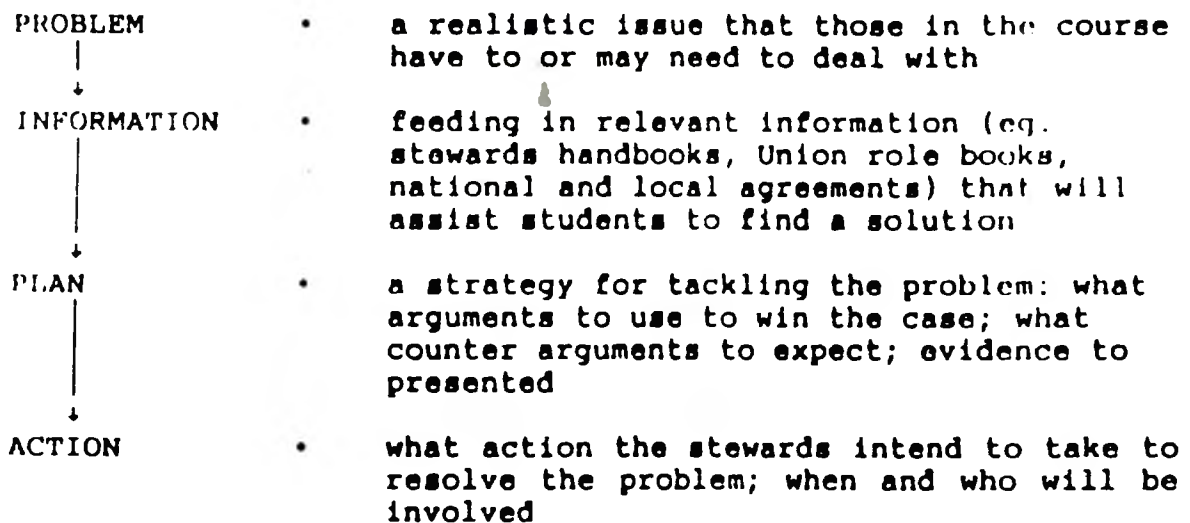 PROBLEM • a realistic issue that those in the course
have to or may need to deal with
INFORMATION • feeding in relevant information (eg.
stewards handbooks, Union role books,
national and local agreements) that will
assist students to find a solution
PLAN • a strategy for tackling the problem: what
arguments to use to win the case; what
counter arguments to expect; evidence to
presented
ACTION • what action the stewards intend to take to
resolve the problem; when and who will be
involved